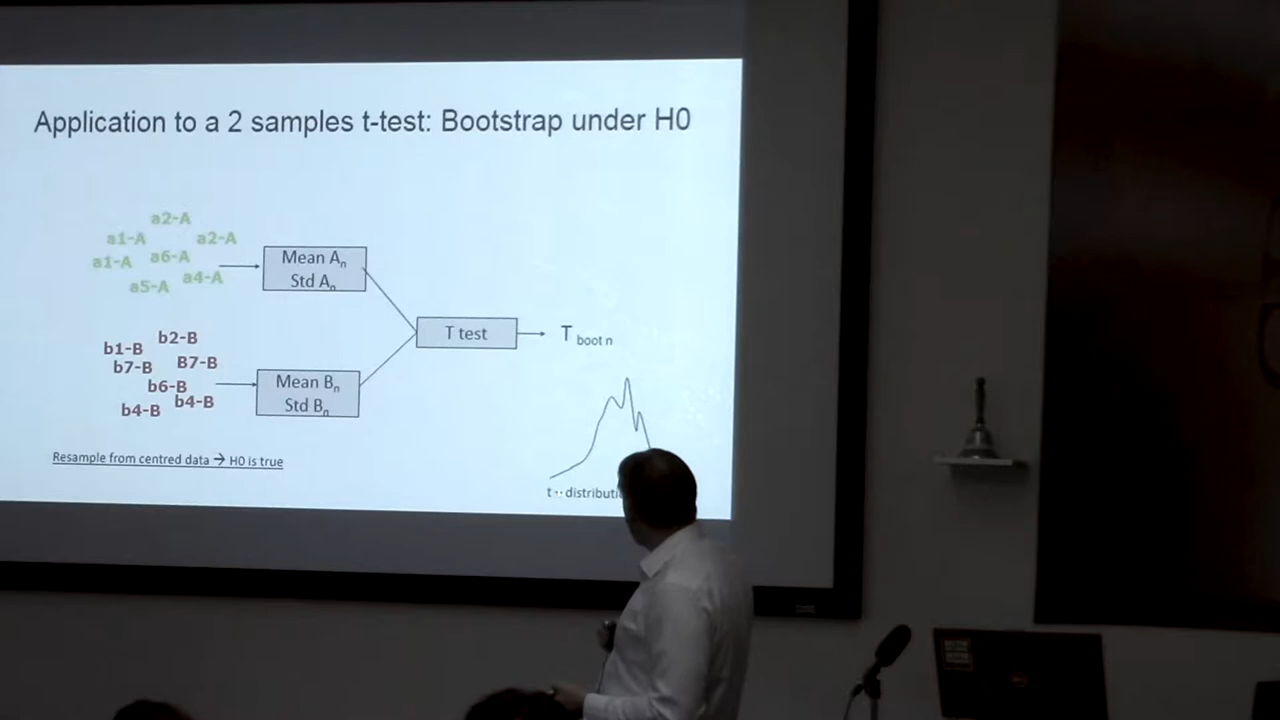 Application to a 2 samples t-test: Bootstrap under H0
a2-A
a1-A a2-A
a1-A a6-A
a5-A a4-A
Mean An
Std An
b1-B b2-B
b7-B B7-B
b6-B
b4-B b4-B
Mean Bn
Std Bn
T test
T boot n
Resample from centred data → H0 is true